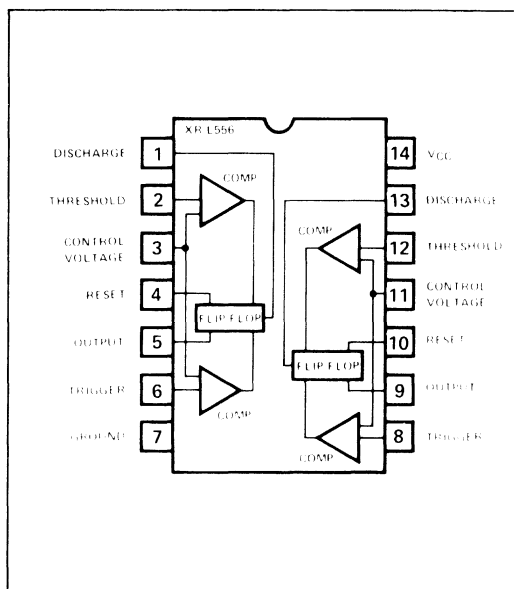 XR L556
DISCHARGE 1
14 VCC
COMP
13 DISCHARGE
THRESHOLD 2
COMP
12 THRESHOLD
CONTROL
VOLTAGE
3
11
CONTROL
VOLTAGE
RESET 4
FLIP FLOP
10 RESET
OUTPUT 5
FLIP FLOP
9 OUTPUT
TRIGGER 6
COMP
GROUND 7
COMP
8 TRIGGER